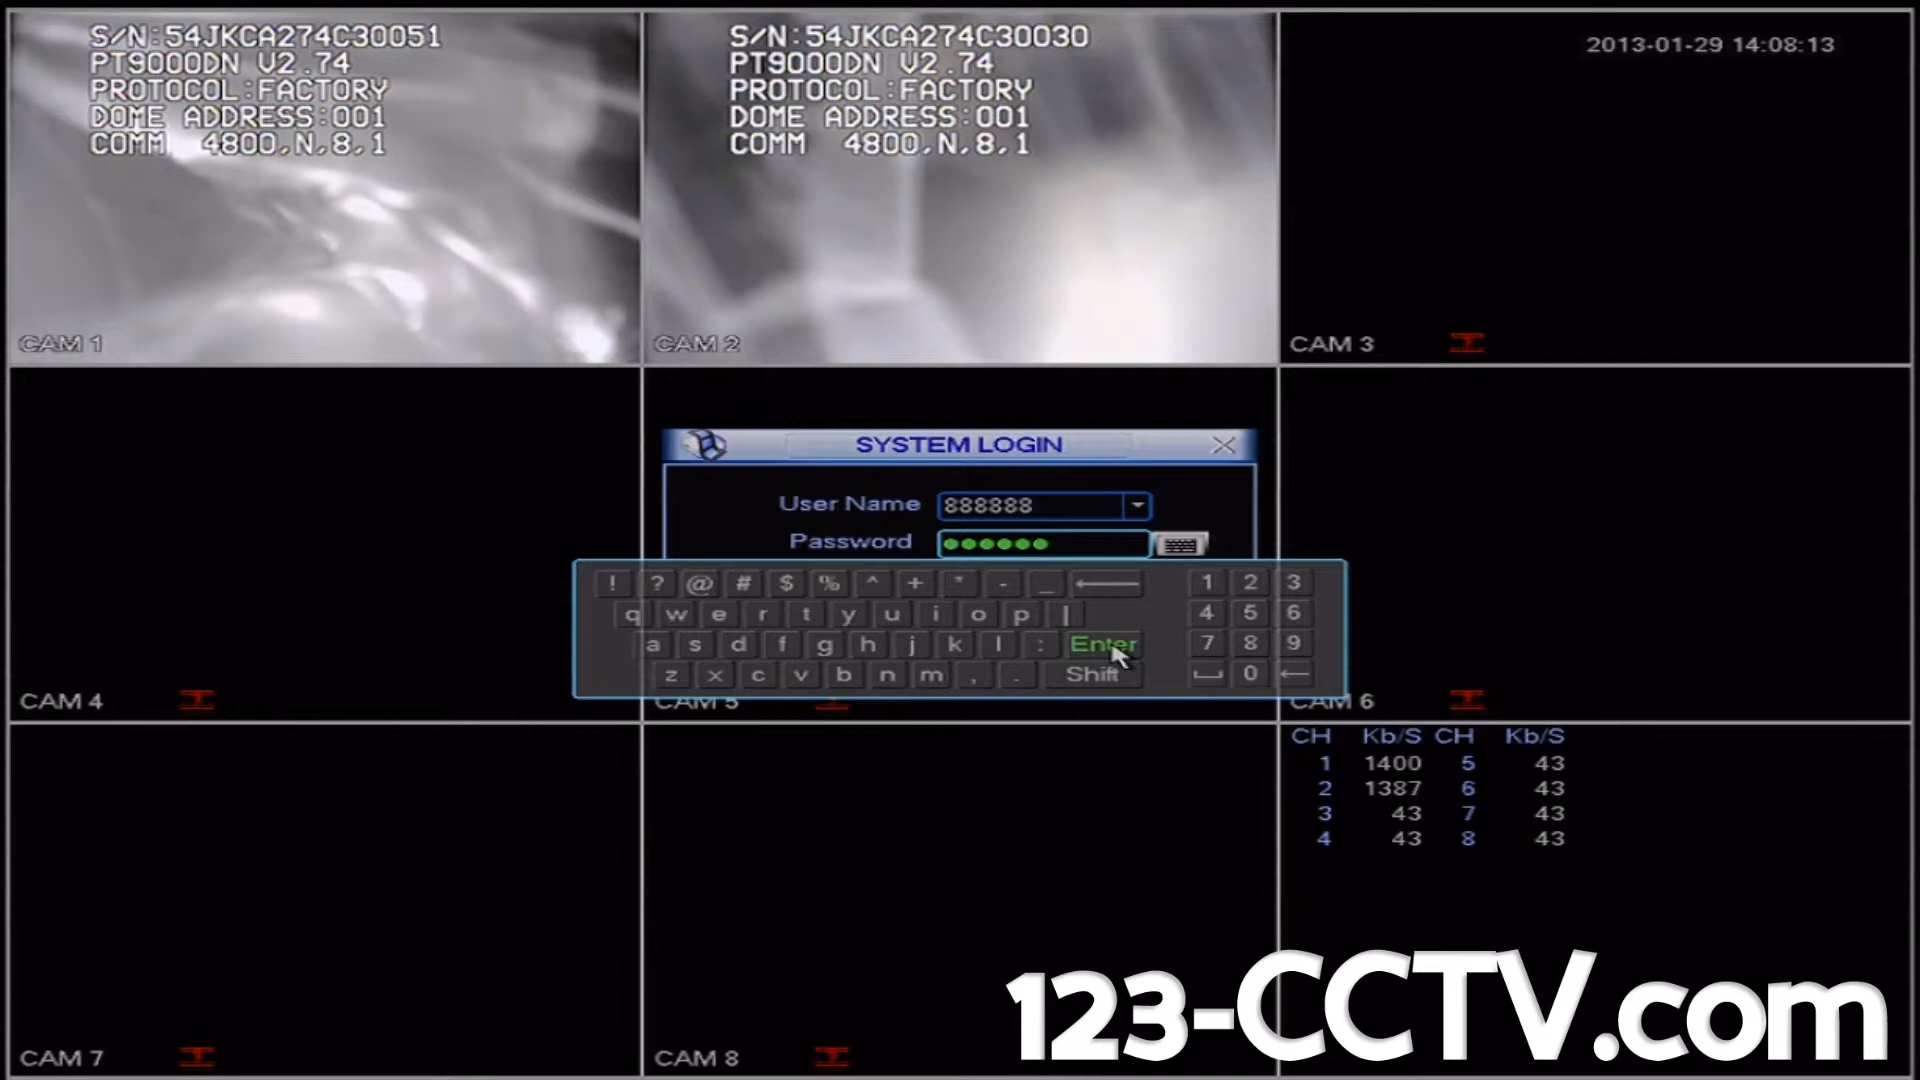 S/N:54JKCA274C30051
PT9000DN V2.74
PROTOCOL:FACTORY
DOME ADDRESS:001
COMM 4800,N,8,1
CAM 1
S/N:54JKCA274C30030
PT9000DN V2.74
PROTOCOL:FACTORY
DOME ADDRESS:001
COMM 4800,N,8,1
CAM 2
2013-01-29 14:08:13
CAM 3
SYSTEM LOGIN
User Name 888888
Password ●●●●●●
! ? @ # $ % ^ + * - _ 1 2 3
q w e r t y u i o p | 4 5 6
a s d f g h j k l : Enter 7 8 9
z x c v b n m , . Shift 0
CAM 4
CAM 5
CAM 6
CH Kb/S CH Kb/S
1 1400 5 43
2 1387 6 43
3 43 7 43
4 43 8 43
CAM 7
CAM 8
123-CCTV.com